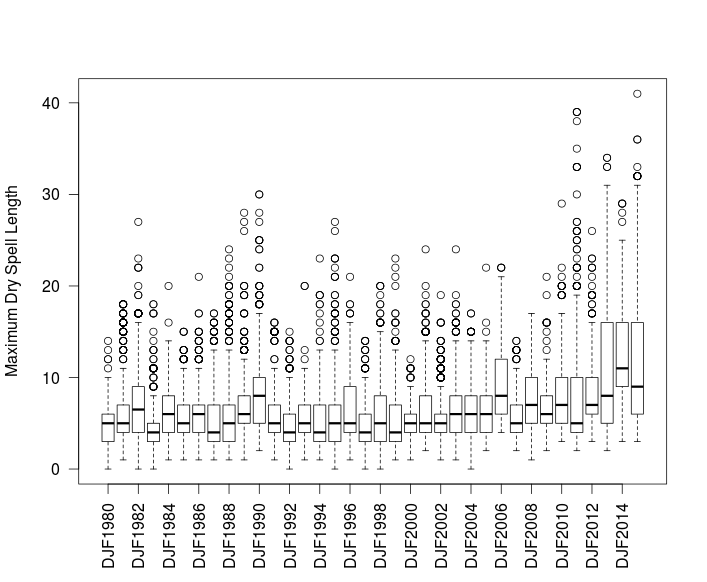 Maximum Dry Spell Length
40
30
20
10
0
DJF1980
DJF1982
DJF1984
DJF1986
DJF1988
DJF1990
DJF1992
DJF1994
DJF1996
DJF1998
DJF2000
DJF2002
DJF2004
DJF2006
DJF2008
DJF2010
DJF2012
DJF2014